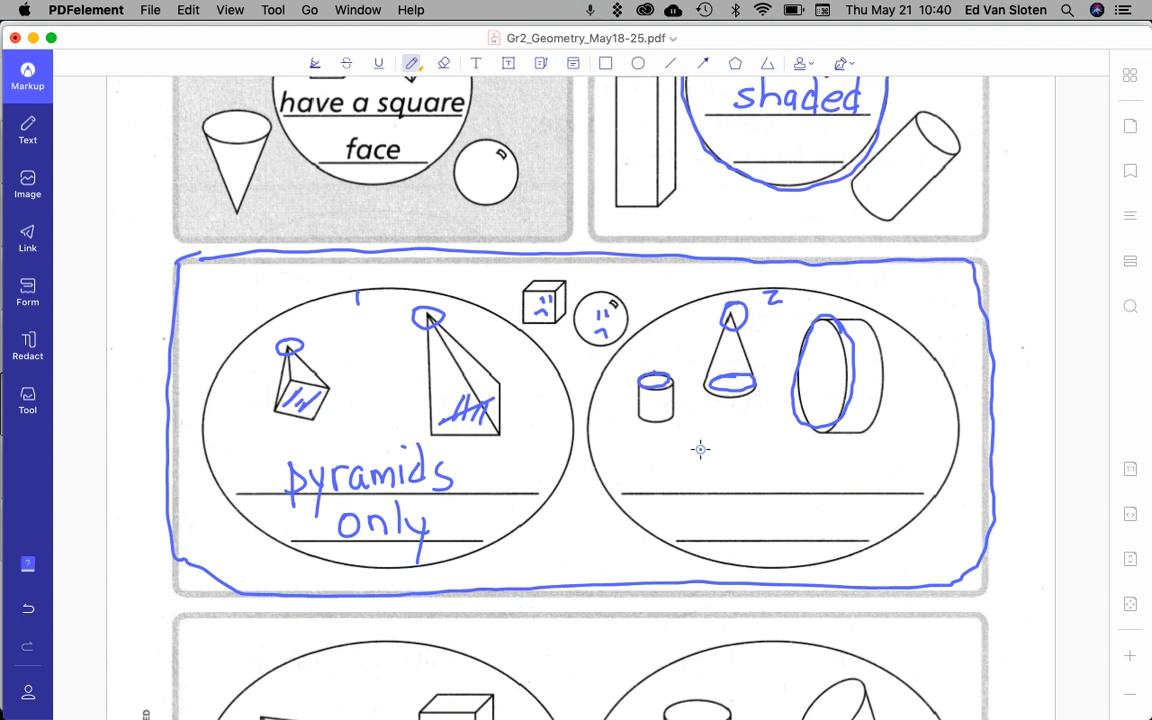 PDFelement File Edit View Tool Go Window Help Thu May 21 10:40 Ed Van Sloten
Gr2_Geometry_May18-25.pdf
Markup
Text
Image
Link
Form
Redact
Tool
have a square
face
shaded
1
2
pyramids
only